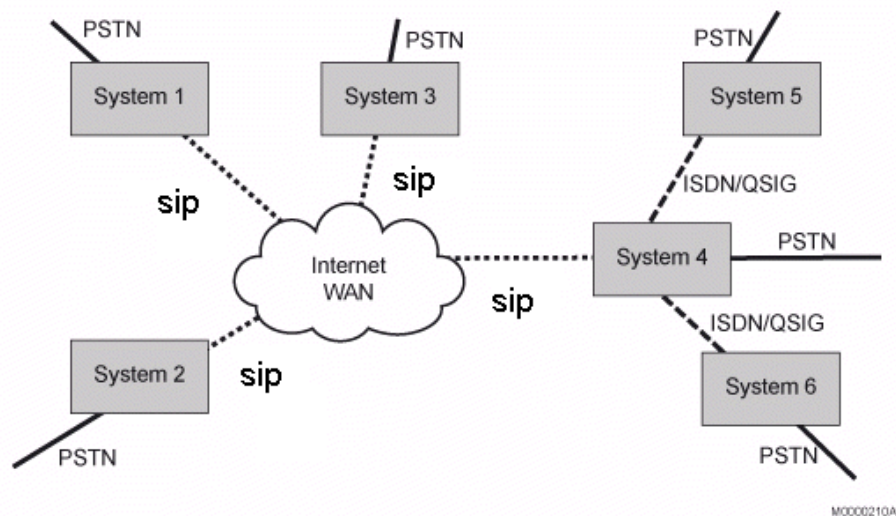 PSTN
PSTN
PSTN
System 1
System 3
System 5
sip
sip
ISDN/QSIG
Internet
WAN
System 4
PSTN
sip
ISDN/QSIG
System 2
sip
System 6
PSTN
PSTN
M0000210A